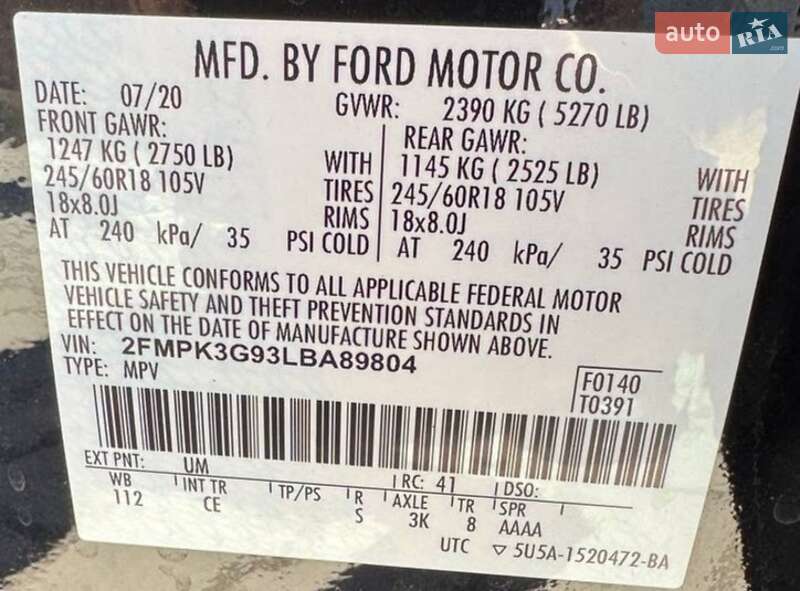 auto RIA.com
MFD. BY FORD MOTOR CO.
DATE: 07/20 GVWR: 2390 KG ( 5270 LB)
FRONT GAWR: REAR GAWR:
1247 KG ( 2750 LB) WITH 1145 KG ( 2525 LB) WITH
245/60R18 105V TIRES 245/60R18 105V TIRES
18x8.0J RIMS 18x8.0J RIMS
AT 240 kPa/ 35 PSI COLD AT 240 kPa/ 35 PSI COLD
THIS VEHICLE CONFORMS TO ALL APPLICABLE FEDERAL MOTOR
VEHICLE SAFETY AND THEFT PREVENTION STANDARDS IN
EFFECT ON THE DATE OF MANUFACTURE SHOWN ABOVE.
VIN: 2FMPK3G93LBA89804
TYPE: MPV
F0140
T0391
EXT PNT: UM RC: 41 DSO:
WB INT TR TP/PS R AXLE TR SPR
112 CE S 3K 8 AAAA
UTC ▽ 5U5A-1520472-BA